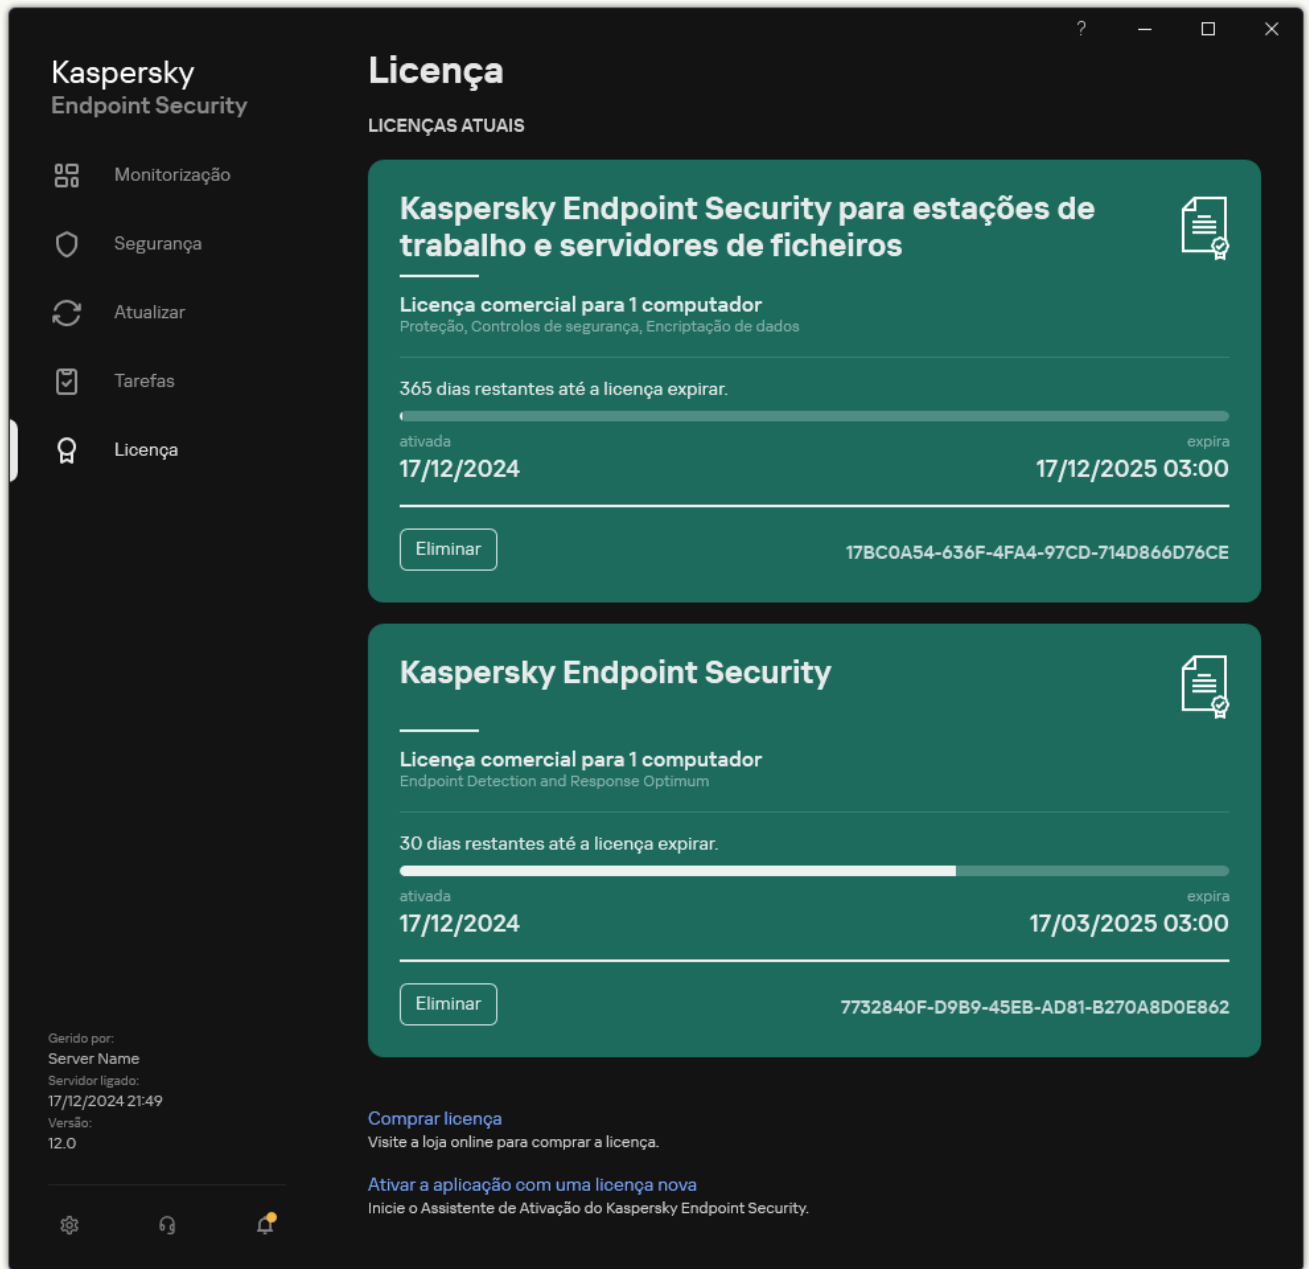 ?
Kaspersky
Endpoint Security
Monitorização
Segurança
Atualizar
Tarefas
Licença
Gerido por:
Server Name
Servidor ligado:
17/12/2024 21:49
Versão:
12.0
Licença
LICENÇAS ATUAIS
Kaspersky Endpoint Security para estações de
trabalho e servidores de ficheiros
Licença comercial para 1 computador
Proteção, Controlos de segurança, Encriptação de dados
365 dias restantes até a licença expirar.
ativada expira
17/12/2024 17/12/2025 03:00
Eliminar 17BC0A54-636F-4FA4-97CD-714D866D76CE
Kaspersky Endpoint Security
Licença comercial para 1 computador
Endpoint Detection and Response Optimum
30 dias restantes até a licença expirar.
ativada expira
17/12/2024 17/03/2025 03:00
Eliminar 7732840F-D9B9-45EB-AD81-B270A8D0E862
Comprar licença
Visite a loja online para comprar a licença.
Ativar a aplicação com uma licença nova
Inicie o Assistente de Ativação do Kaspersky Endpoint Security.